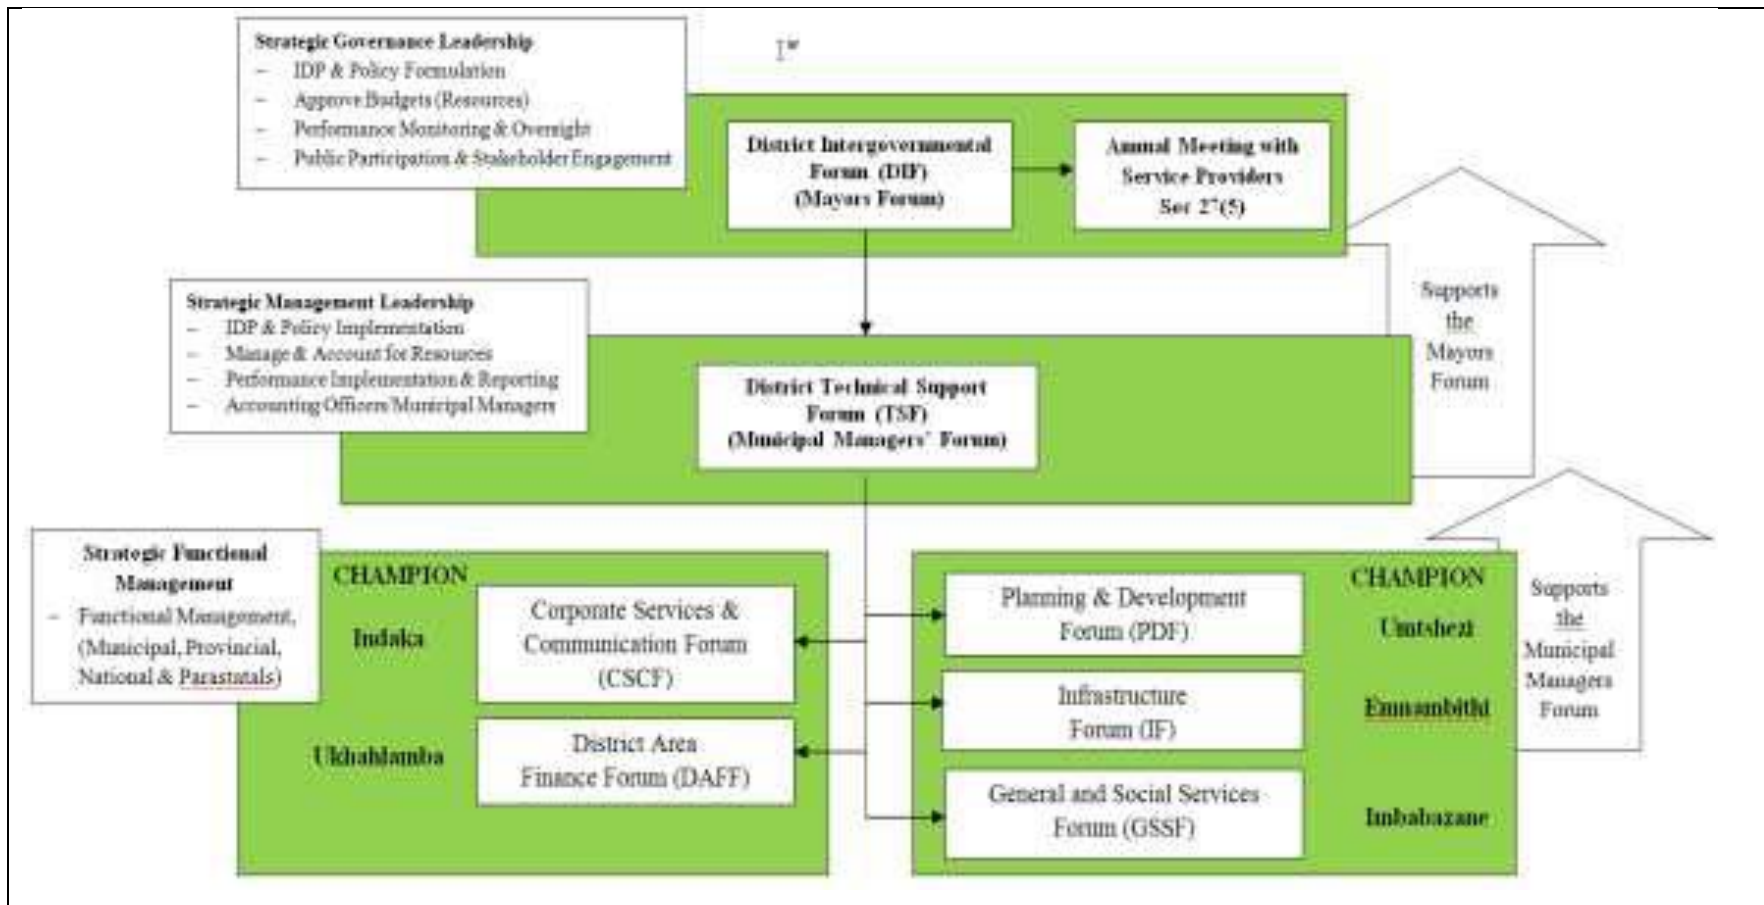 Strategic Governance Leadership
– IDP & Policy Formulation
– Approve Budgets (Resources)
– Performance Monitoring & Oversight
– Public Participation & Stakeholder Engagement
District Intergovernmental
Forum (DIF)
(Mayors Forum)
Annual Meeting with
Service Providers
Strategic Management Leadership
– IDP & Policy Implementation
– Manage & Account for Resources
– Performance Implementation & Reporting
– Accounting Officers/Municipal Managers
District Technical Support
Forum (TSF)
(Municipal Managers' Forum)
Supports
the
Mayors
Forum
Strategic Functional
Management
– Functional Management,
(Municipal, Provincial,
National & Parastatals)
CHAMPION
Indaka
Corporate Services &
Communication Forum
(CSCF)
Ukhahlamba
District Area
Finance Forum (DAFF)
Planning & Development
Forum (PDF)
Infrastructure
Forum (IF)
General and Social Services
Forum (GSSF)
CHAMPION
Umtshezi
Emnambithi
Imbabazane
Supports
the
Municipal
Managers
Forum